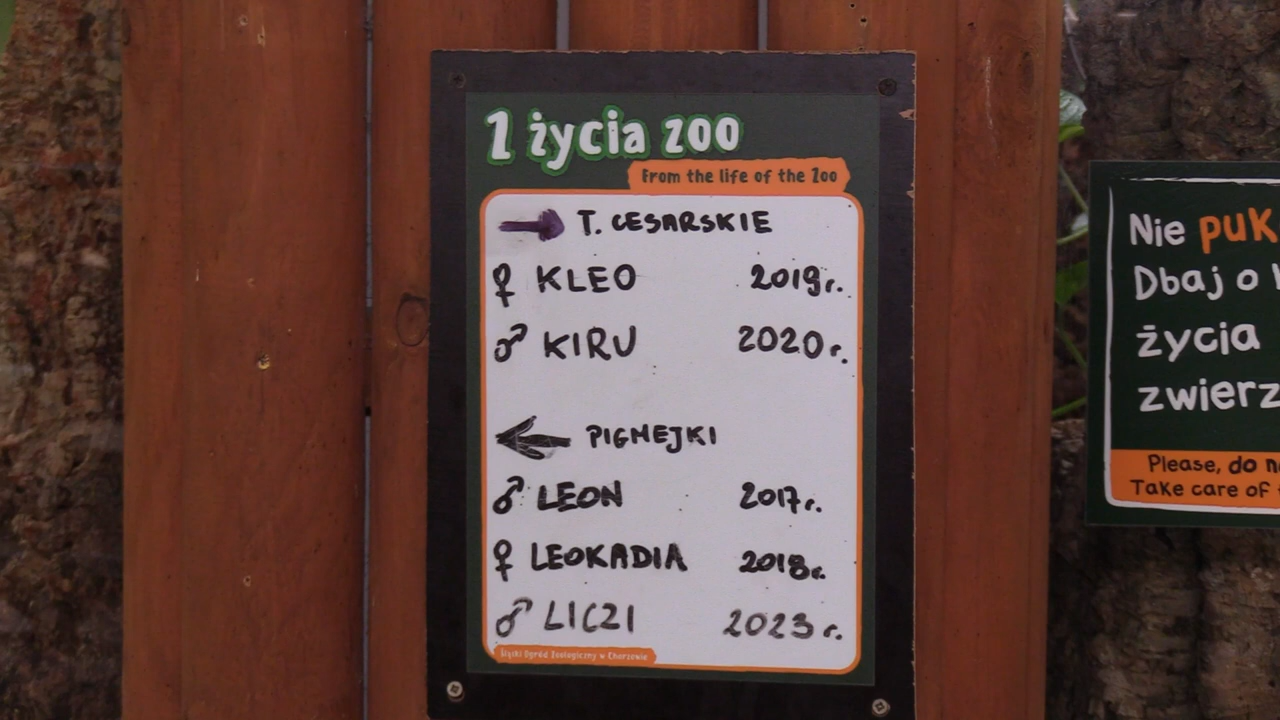 Z życia zoo
From the life of the Zoo
→ T. CESARSKIE
♀ KLEO 2019r.
♂ KIRU 2020r.
← PIGMEJKI
♂ LEON 2017r.
♀ LEOKADIA 2018r.
♂ LICZI 2023r.
Śląski Ogród Zoologiczny w Chorzowie
Nie puk
Dbaj o
życia
zwierz
Please, do n
Take care of